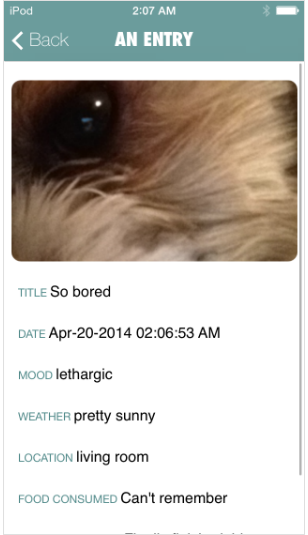 iPod 2:07 AM
Back AN ENTRY
TITLE So bored
DATE Apr-20-2014 02:06:53 AM
MOOD lethargic
WEATHER pretty sunny
LOCATION living room
FOOD CONSUMED Can't remember